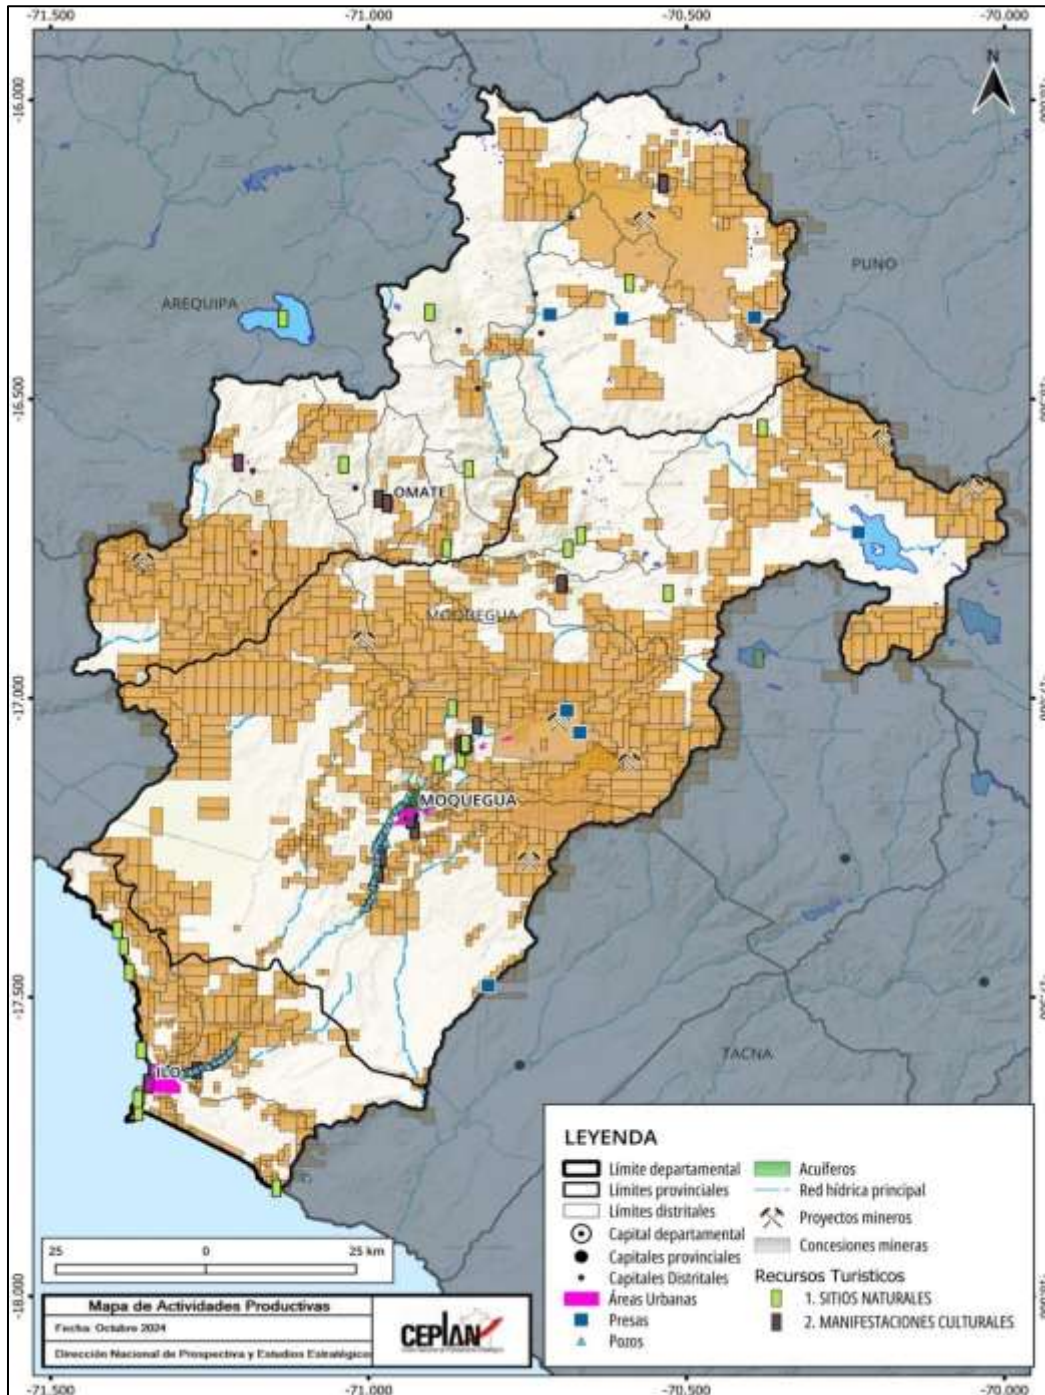 -71.500
-71.000
-70.500
-70.000
N
-16.000
PUNO
AREQUIPA
-16.500
OMATE
MOQUEGUA
-17.000
MOQUEGUA
-17.500
TACNA
ILO
LEYENDA
Límite departamental
Límites provinciales
Límites distritales
Capital departamental
Capitales provinciales
Capitales Distritales
Áreas Urbanas
Presas
Pozos
Acuíferos
Red hídrica principal
Proyectos mineros
Concesiones mineras
Recursos Turisticos
1. SITIOS NATURALES
2. MANIFESTACIONES CULTURALES
25 0 25 km
-18.000
Mapa de Actividades Productivas
Fecha: Octubre 2024
Dirección Nacional de Prospectiva y Estudios Estratégicos
CEPLAN
-71.500
-71.000
-70.500
-70.000